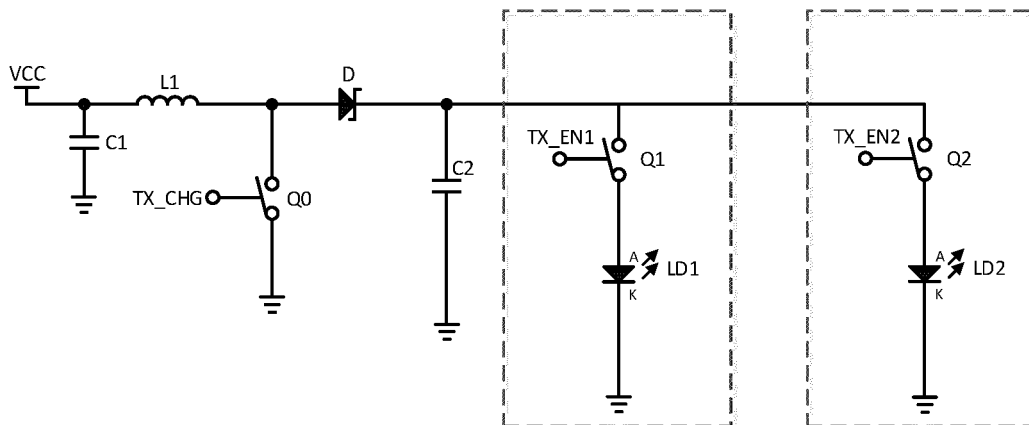 VCC
L1
D
C1
TX_CHG
Q0
C2
TX_EN1
Q1
A
LD1
K
TX_EN2
Q2
A
LD2
K